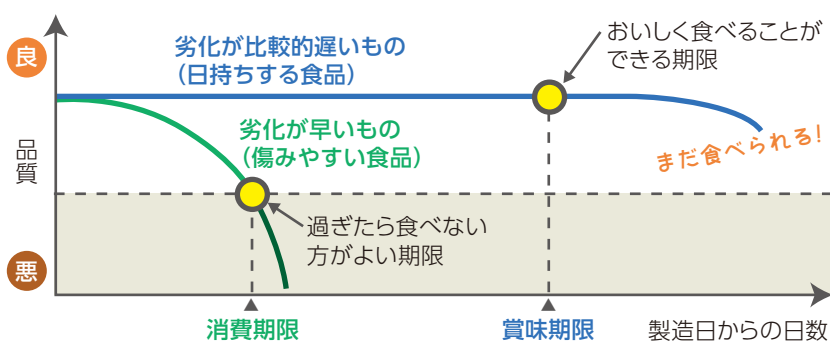 良
劣化が比較的遅いもの
（日持ちする食品）
おいしく食べることが
できる期限
劣化が早いもの
（傷みやすい食品）
まだ食べられる！
品質
過ぎたら食べない
方がよい期限
悪
消費期限
賞味期限
製造日からの日数